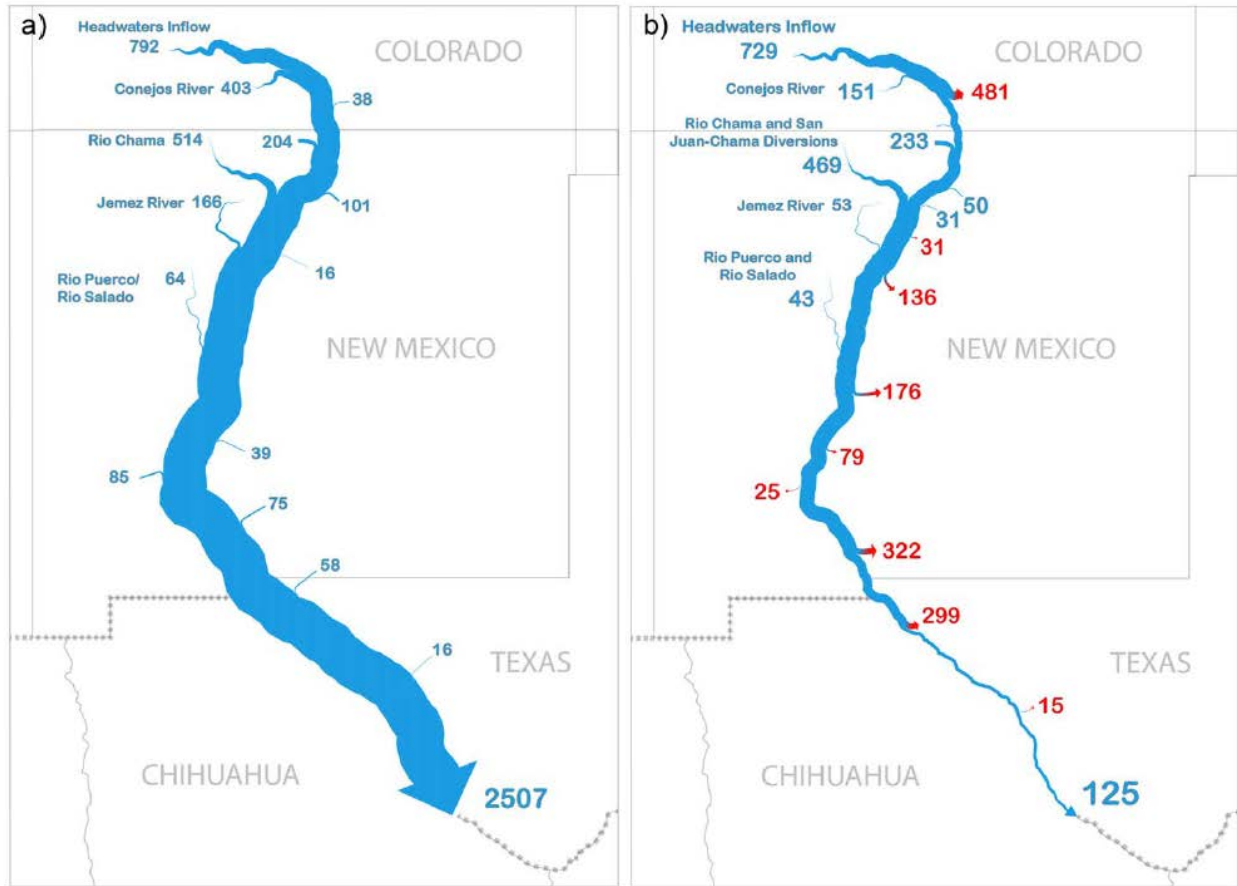 a)
Headwaters Inflow
792
COLORADO
Conejos River 403
38
Rio Chama 514
204
Jemez River 166
101
Rio Puerco/
Rio Salado
64
16
NEW MEXICO
39
85
75
58
16
TEXAS
CHIHUAHUA
2507
b)
Headwaters Inflow
729
COLORADO
Conejos River
151
481
Rio Chama and San
Juan-Chama Diversions
469
233
Jemez River 53
50
31
31
Rio Puerco and
Rio Salado
43
136
NEW MEXICO
176
79
25
322
299
TEXAS
15
CHIHUAHUA
125